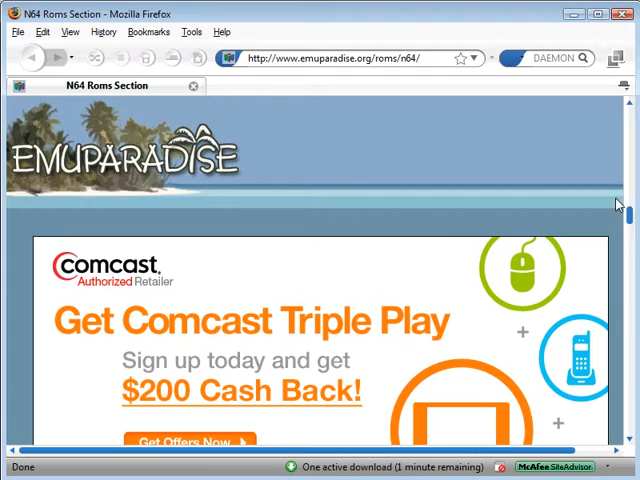 N64 Roms Section - Mozilla Firefox
File Edit View History Bookmarks Tools Help
http://www.emuparadise.org/roms/n64/ DAEMON
N64 Roms Section
EMUPARADISE
comcast.
Authorized Retailer
Get Comcast Triple Play
Sign up today and get
$200 Cash Back!
Get Offers Now
Done One active download (1 minute remaining) McAfee SiteAdvisor